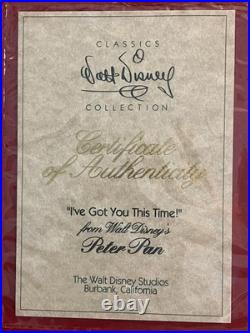 CLASSICS
Walt Disney
COLLECTION
Certificate
of Authenticity
"I've Got You This Time!"
from Walt Disney's
Peter Pan
The Walt Disney Studios
Burbank, California